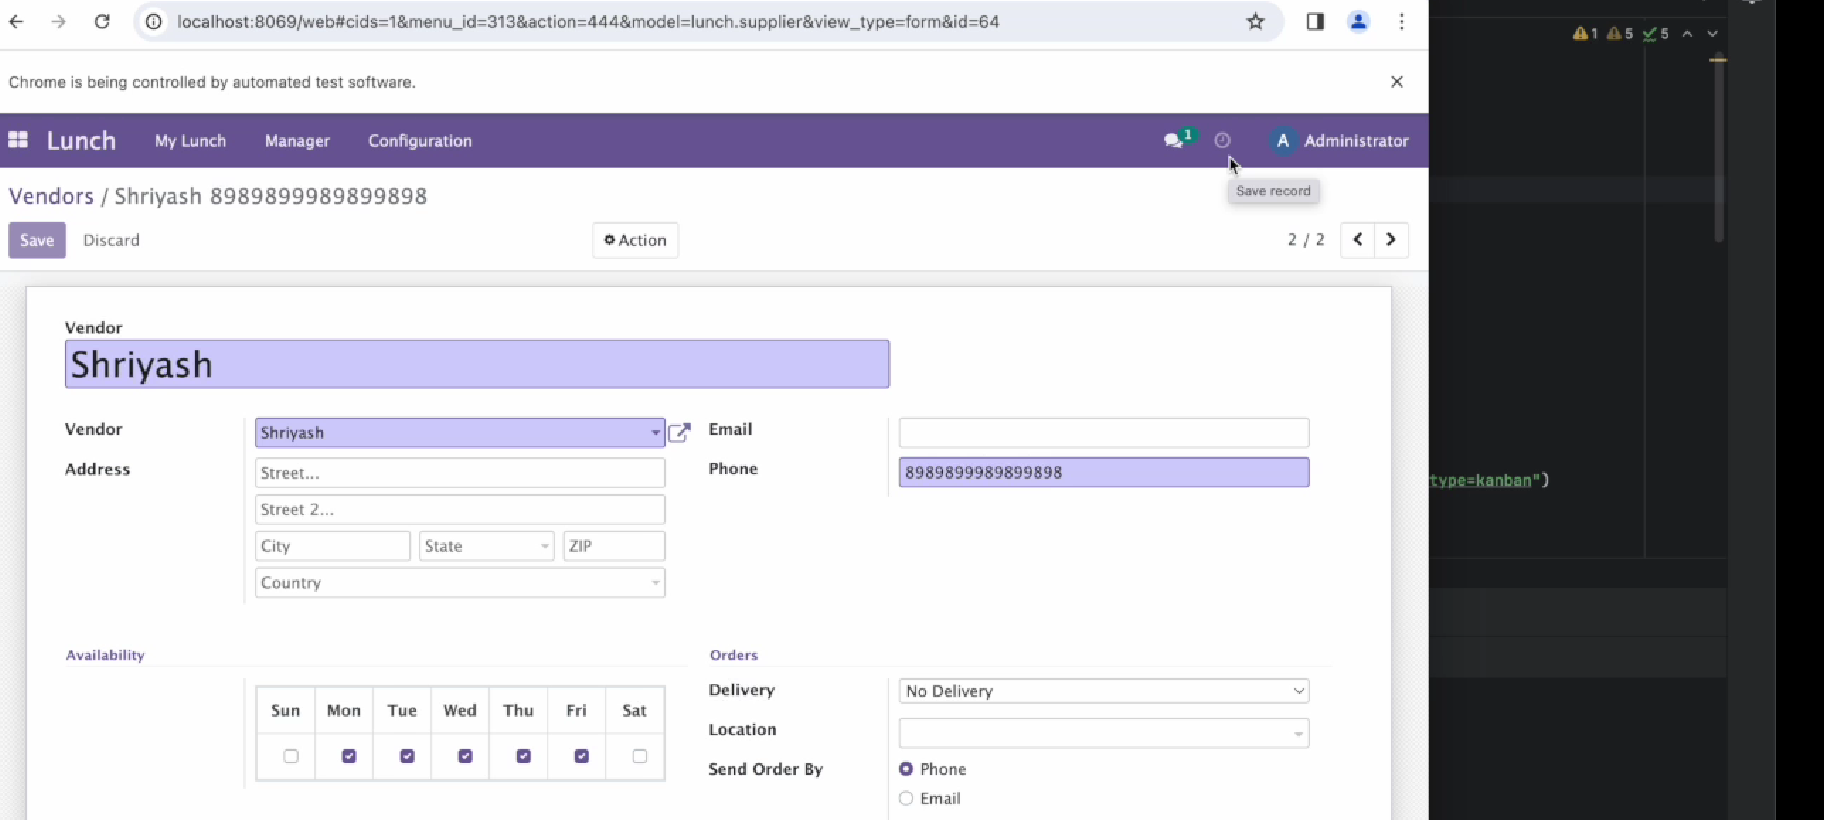 localhost:8069/web#cids=1&menu_id=313&action=444&model=lunch.supplier&view_type=form&id=64
1 5 5
Chrome is being controlled by automated test software.
Lunch My Lunch Manager Configuration 1 A Administrator
Save record
Vendors / Shriyash 8989899989899898
Save Discard Action 2 / 2
Vendor
Shriyash
Vendor Shriyash Email
Address Street... Phone 8989899989899898
type=kanban")
Street 2...
City State ZIP
Country
Availability Orders
Delivery No Delivery
Sun Mon Tue Wed Thu Fri Sat
Location
Send Order By Phone
Email